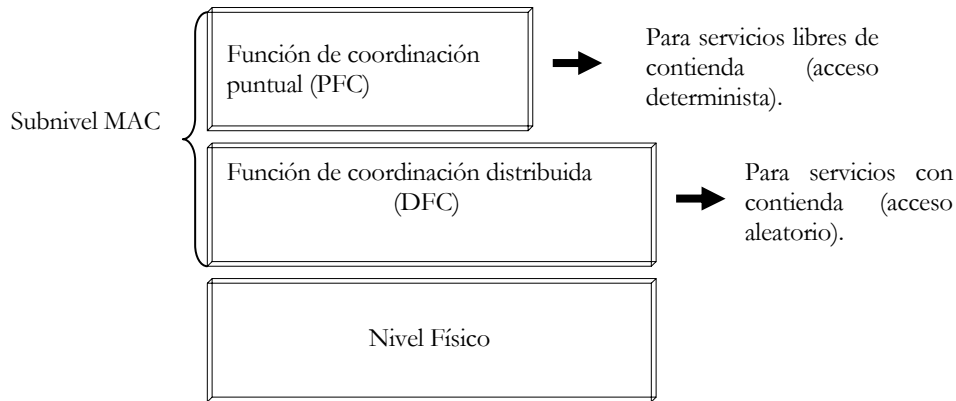 Función de coordinación
puntual (PFC)
Para servicios libres de
contienda (acceso
determinista).
Subnivel MAC
Función de coordinación distribuida
(DFC)
Para servicios con
contienda (acceso
aleatorio).
Nivel Físico